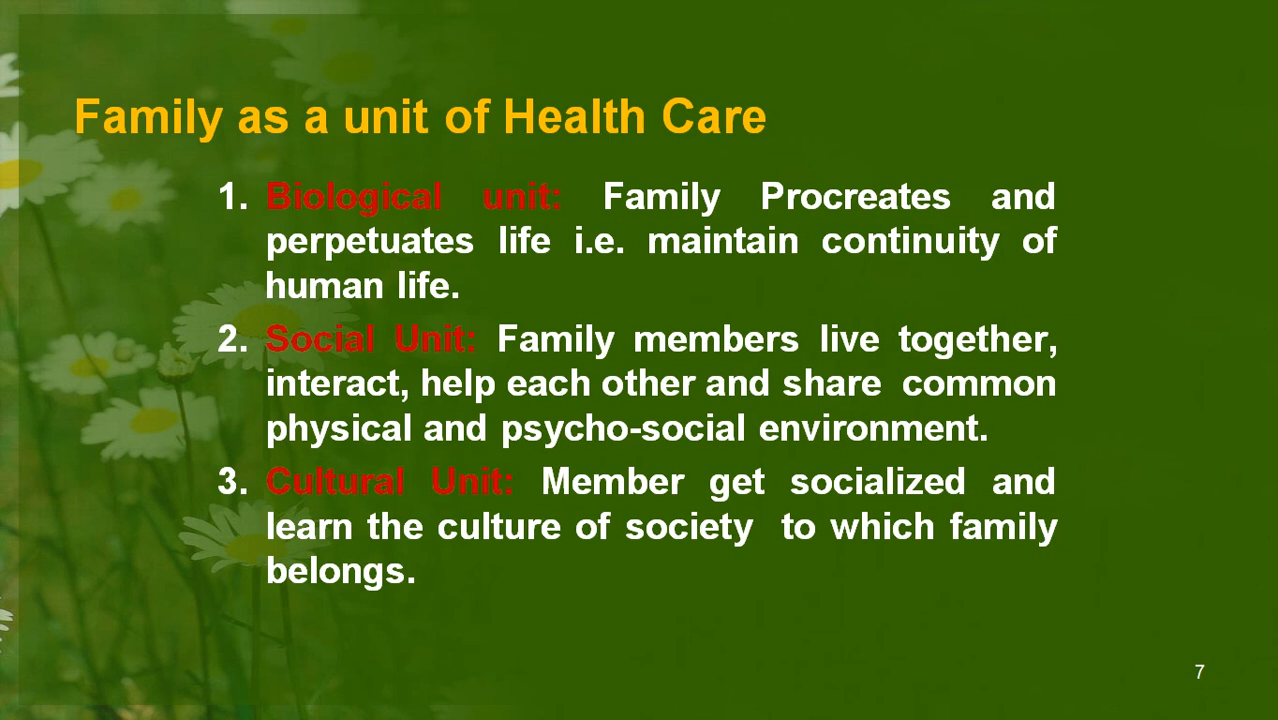 Family as a unit of Health Care
1. Biological unit: Family Procreates and
perpetuates life i.e. maintain continuity of
human life.
2. Social Unit: Family members live together,
interact, help each other and share common
physical and psycho-social environment.
3. Cultural Unit: Member get socialized and
learn the culture of society to which family
belongs.
7